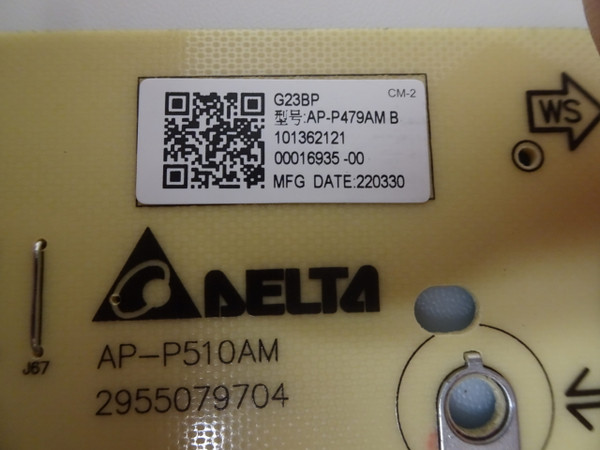 G23BP
CM-2
型号:AP-P479AM B
101362121
00016935 -00
MFG DATE:220330
WS
DELTA
J67
AP-P510AM
2955079704